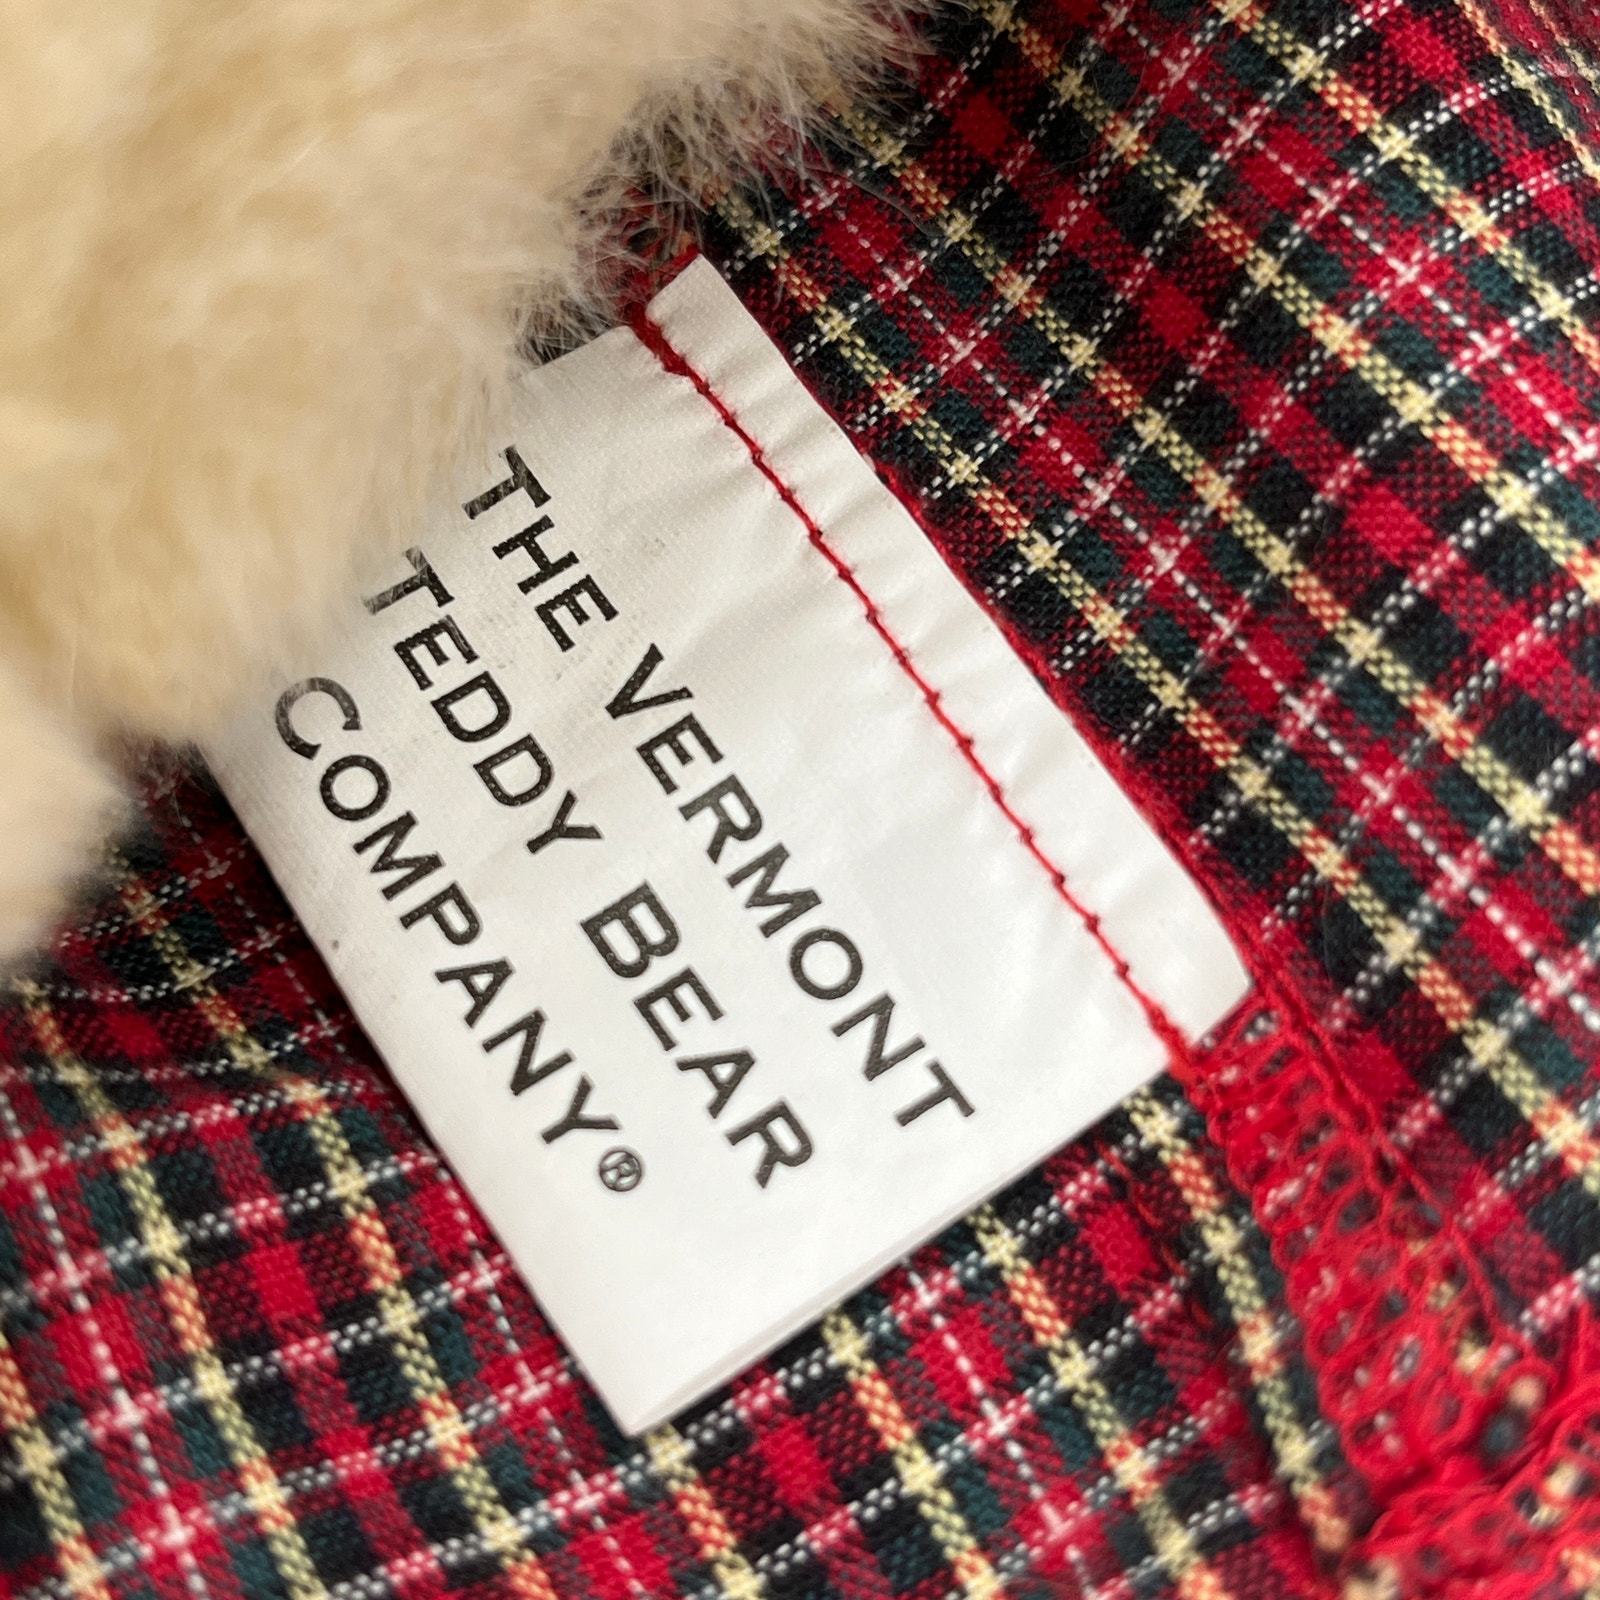 THE VERMONT
TEDDY BEAR
COMPANY®